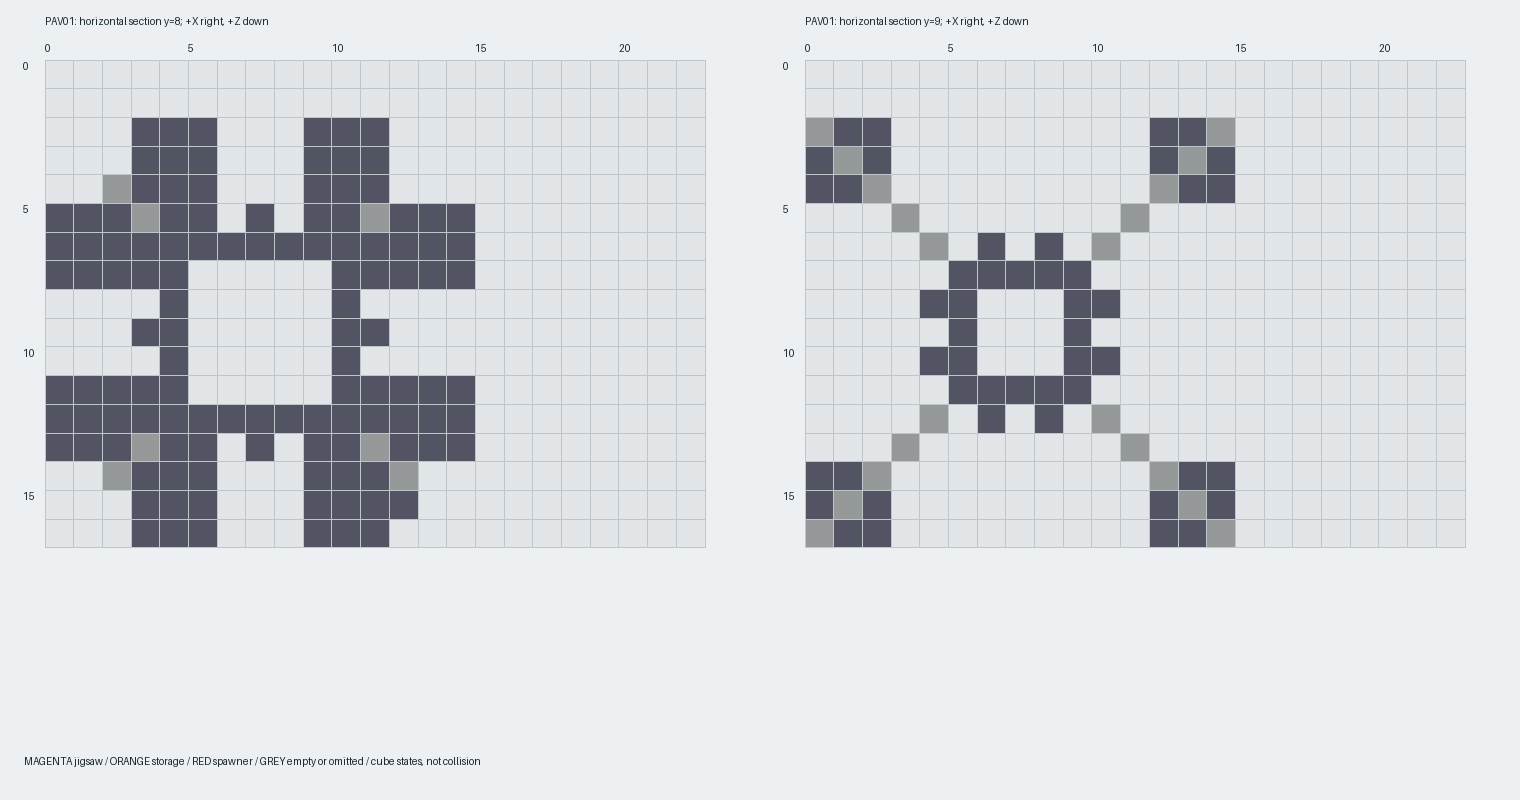 PAV01: horizontal section y=8; +X right, +Z down
PAV01: horizontal section y=9; +X right, +Z down
0 5 10 15 20
0 5 10 15 20
0
5
10
15
0
5
10
15
MAGENTA jigsaw / ORANGE storage / RED spawner / GREY empty or omitted / cube states, not collision